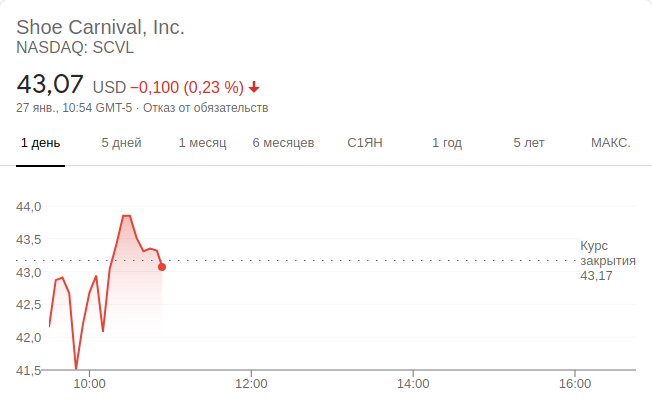 Shoe Carnival, Inc.
NASDAQ: SCVL
43,07 USD −0,100 (0,23 %)
27 янв., 10:54 GMT-5 · Отказ от обязательств
1 день 5 дней 1 месяц 6 месяцев С1ЯН 1 год 5 лет МАКС.
44,0
43,5
43,0
42,5
42,0
41,5
Курс
закрытия
43,17
10:00 12:00 14:00 16:00